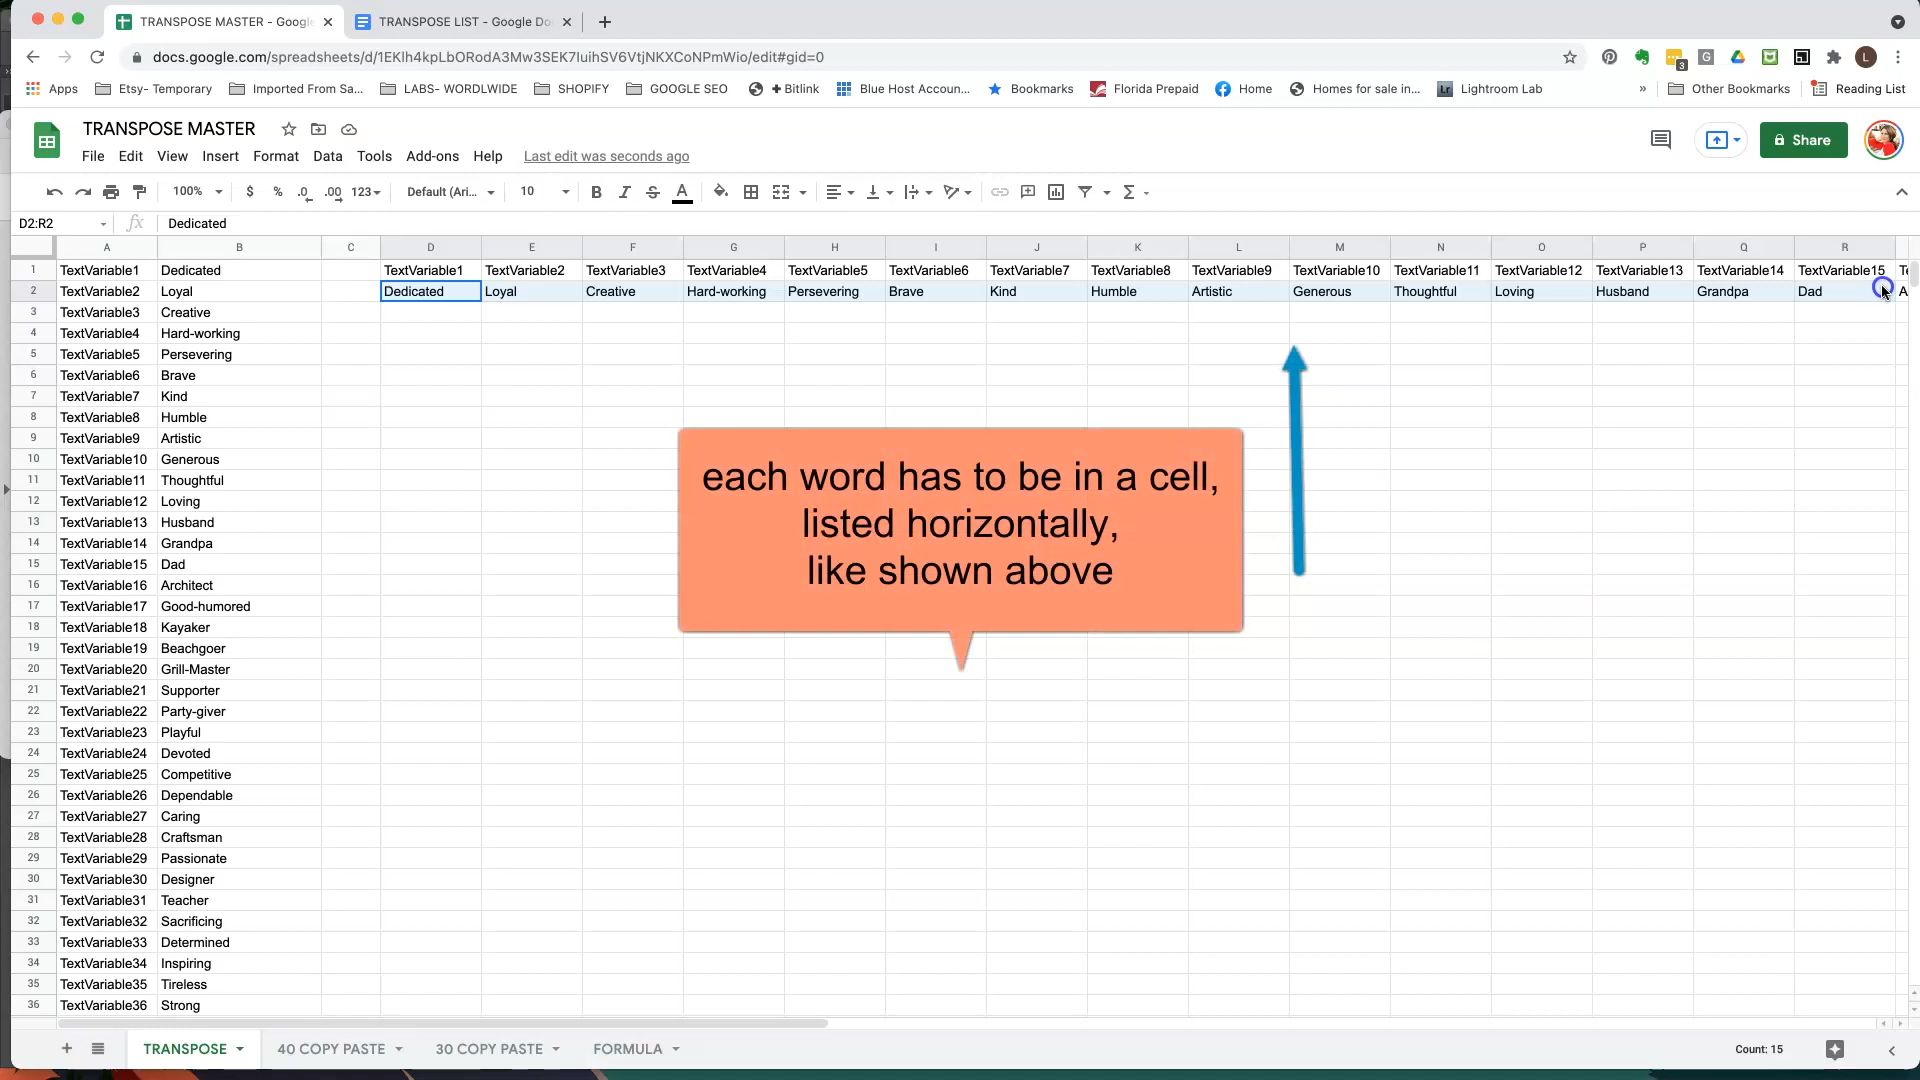 TRANSPOSE MASTER - Google
TRANSPOSE LIST - Google Do
docs.google.com/spreadsheets/d/1EKlh4kpLbORodA3Mw3SEK7IuihSV6VtjNKXCoNPmWio/edit#gid=0
3
G
L
Apps
Etsy- Temporary
Imported From Sa...
LABS- WORDLWIDE
SHOPIFY
GOOGLE SEO
+ Bitlink
Blue Host Accoun...
Bookmarks
Florida Prepaid
Home
Homes for sale in...
Lr Lightroom Lab
»
Other Bookmarks
Reading List
TRANSPOSE MASTER
File Edit View Insert Format Data Tools Add-ons Help Last edit was seconds ago
Share
100% $ % .0 .00 123 Default (Ari... 10 B I S A Σ
D2:R2 fx Dedicated
A B C D E F G H I J K L M N O P Q R
1 TextVariable1 Dedicated TextVariable1 TextVariable2 TextVariable3 TextVariable4 TextVariable5 TextVariable6 TextVariable7 TextVariable8 TextVariable9 TextVariable10 TextVariable11 TextVariable12 TextVariable13 TextVariable14 TextVariable15
2 TextVariable2 Loyal Dedicated Loyal Creative Hard-working Persevering Brave Kind Humble Artistic Generous Thoughtful Loving Husband Grandpa Dad A
3 TextVariable3 Creative
4 TextVariable4 Hard-working
5 TextVariable5 Persevering
6 TextVariable6 Brave
7 TextVariable7 Kind
8 TextVariable8 Humble
9 TextVariable9 Artistic
10 TextVariable10 Generous
11 TextVariable11 Thoughtful
12 TextVariable12 Loving
13 TextVariable13 Husband
14 TextVariable14 Grandpa
15 TextVariable15 Dad
16 TextVariable16 Architect
17 TextVariable17 Good-humored
18 TextVariable18 Kayaker
19 TextVariable19 Beachgoer
20 TextVariable20 Grill-Master
21 TextVariable21 Supporter
22 TextVariable22 Party-giver
23 TextVariable23 Playful
24 TextVariable24 Devoted
25 TextVariable25 Competitive
26 TextVariable26 Dependable
27 TextVariable27 Caring
28 TextVariable28 Craftsman
29 TextVariable29 Passionate
30 TextVariable30 Designer
31 TextVariable31 Teacher
32 TextVariable32 Sacrificing
33 TextVariable33 Determined
34 TextVariable34 Inspiring
35 TextVariable35 Tireless
36 TextVariable36 Strong
each word has to be in a cell,
listed horizontally,
like shown above
TRANSPOSE 40 COPY PASTE 30 COPY PASTE FORMULA Count: 15